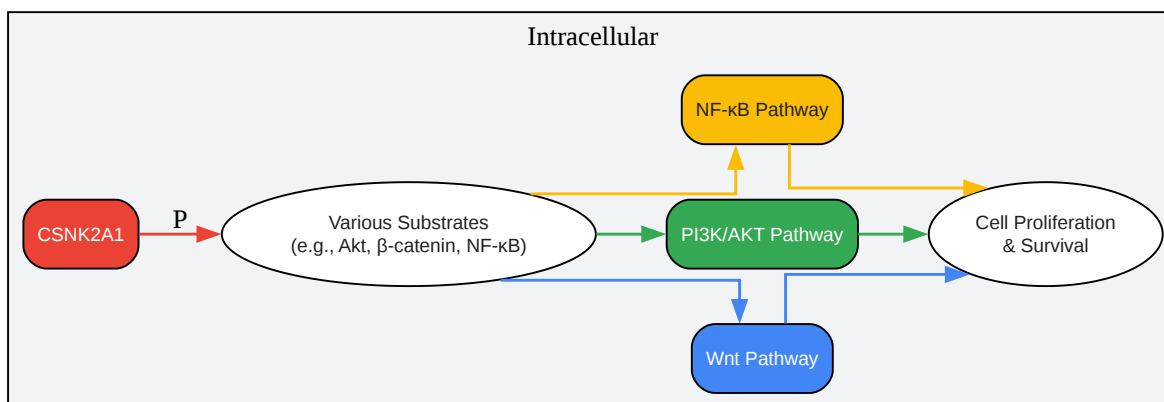 Intracellular
NF-κB Pathway
CSNK2A1
P
Various Substrates
(e.g., Akt, β-catenin, NF-κB)
PI3K/AKT Pathway
Cell Proliferation
& Survival
Wnt Pathway